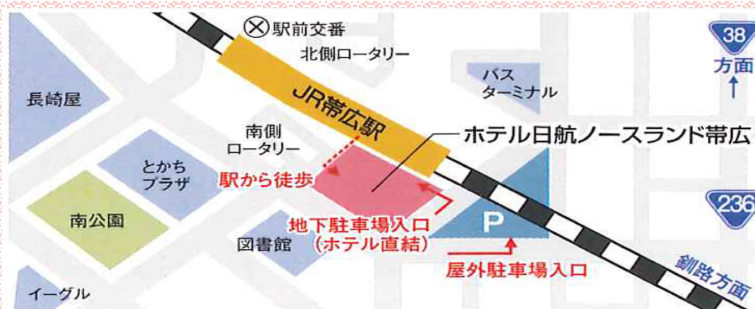 駅前交番
北側ロータリー
38
方面
長崎屋
JR帯広駅
バス
ターミナル
南側
ロータリー
ホテル日航ノースランド帯広
とかち
プラザ
駅から徒歩
南公園
地下駐車場入口
(ホテル直結)
P
236
図書館
屋外駐車場入口
釧路方面
イーグル